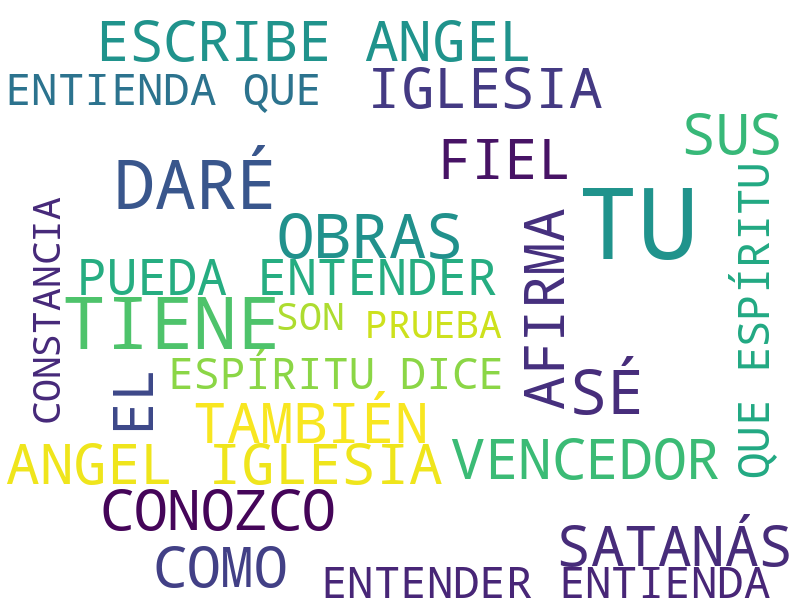 ESCRIBE ANGEL
ENTIENDA QUE
IGLESIA
SUS
FIEL
DARÉ
TU
QUE ESPÍRITU
CONSTANCIA
OBRAS
AFIRMA
PUEDA ENTENDER
TIENE
SON
PRUEBA
ESPÍRITU DICE
SÉ
EL
TAMBIÉN
ANGEL IGLESIA
VENCEDOR
CONOZCO
SATANÁS
COMO
ENTENDER ENTIENDA